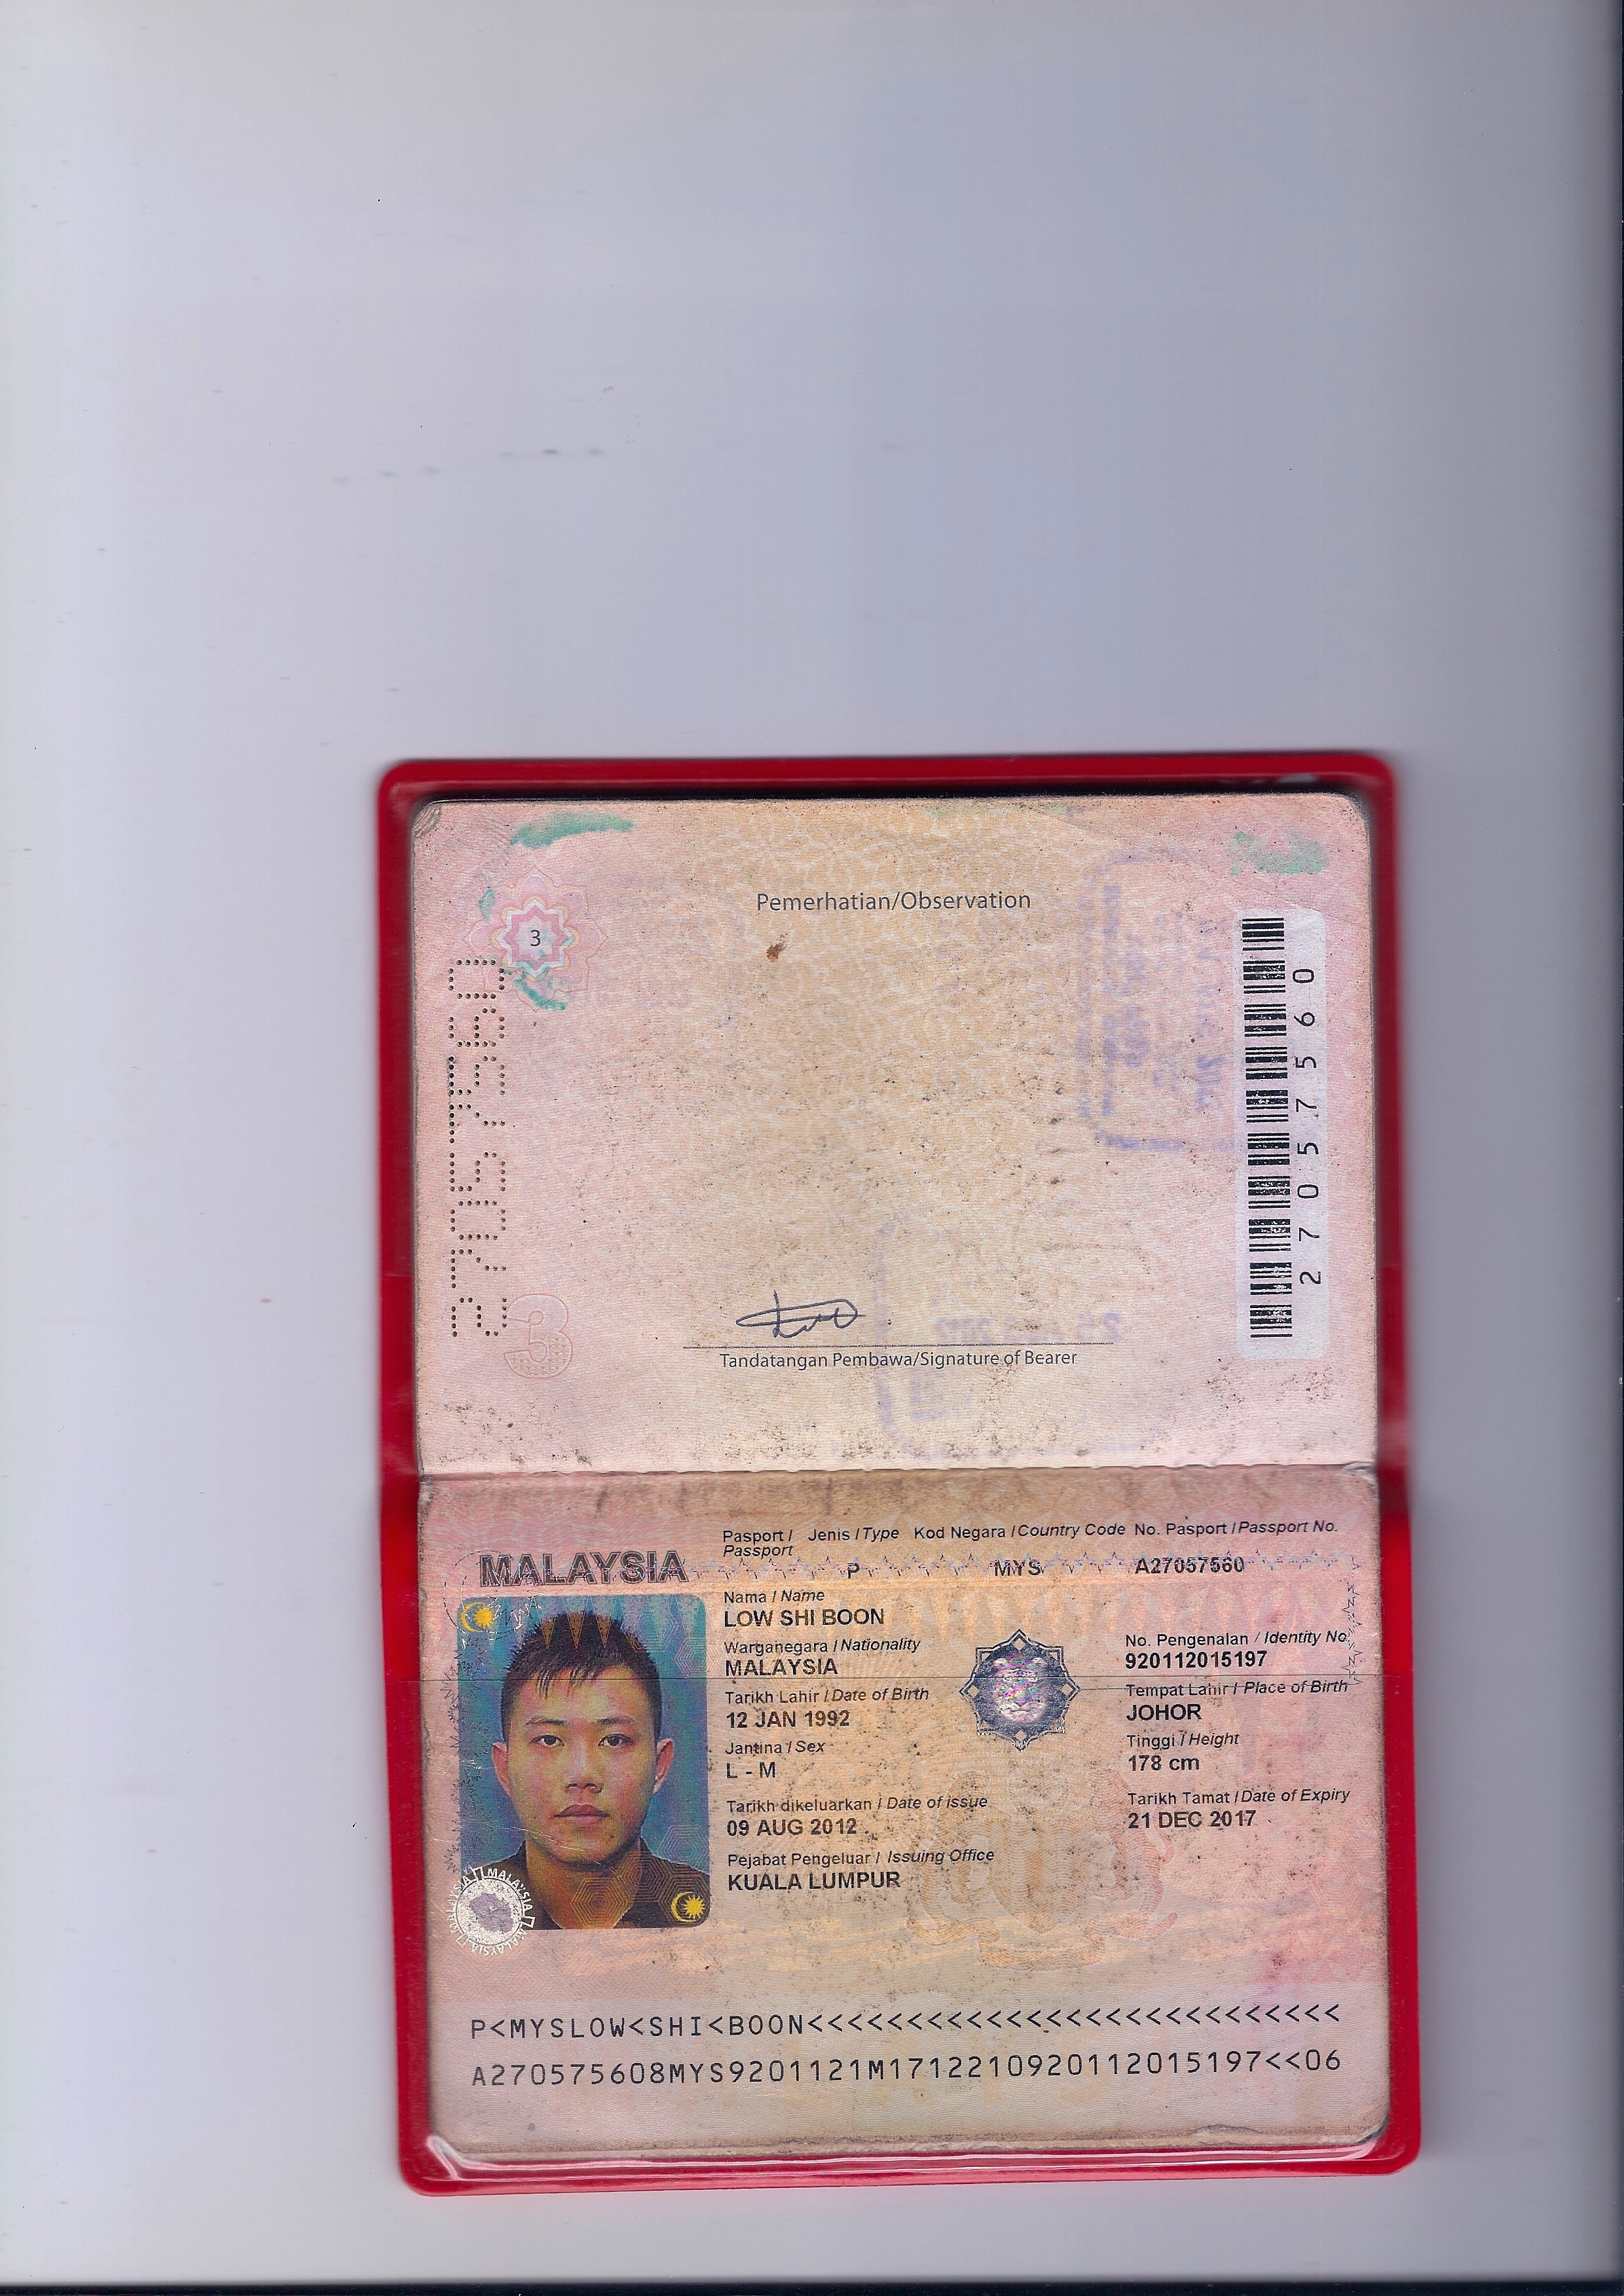 Pemerhatian/Observation
3
27057560
27057560
3
Tandatangan Pembawa/Signature of Bearer
Pasport / Passport Jenis / Type Kod Negara / Country Code No. Pasport / Passport No.
MALAYSIA P MYS A27057560
Nama / Name
LOW SHI BOON
Warganegara / Nationality No. Pengenalan / Identity No.
MALAYSIA 920112015197
Tarikh Lahir / Date of Birth Tempat Lahir / Place of Birth
12 JAN 1992 JOHOR
Jantina / Sex Tinggi / Height
L - M 178 cm
Tarikh dikeluarkan / Date of issue Tarikh Tamat / Date of Expiry
09 AUG 2012 21 DEC 2017
Pejabat Pengeluar / Issuing Office
KUALA LUMPUR
MALAYSIA MALAYSIA MALAYSIA
P<MYSLOW<SHI<BOON<<<<<<<<<<<<<<<<<<<<<<<<<<<
A270575608MYS9201121M1712210920112015197<<06